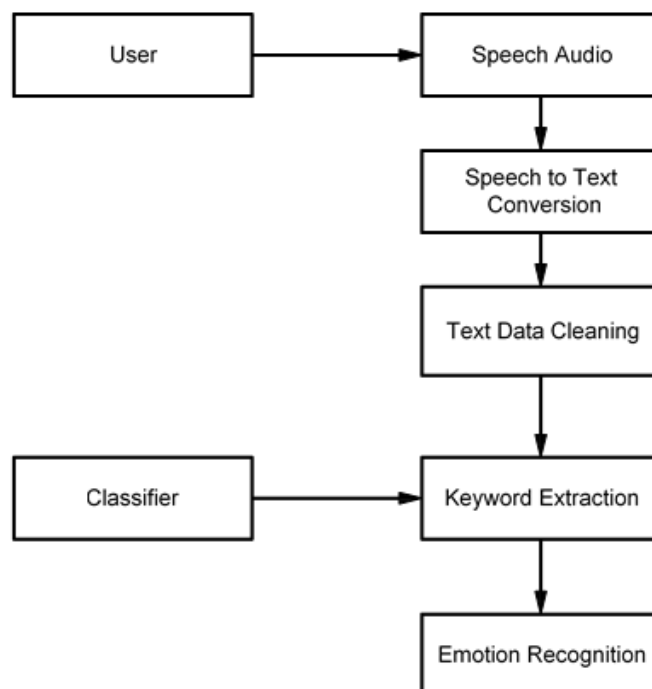 User
Speech Audio
Speech to Text
Conversion
Text Data Cleaning
Classifier
Keyword Extraction
Emotion Recognition